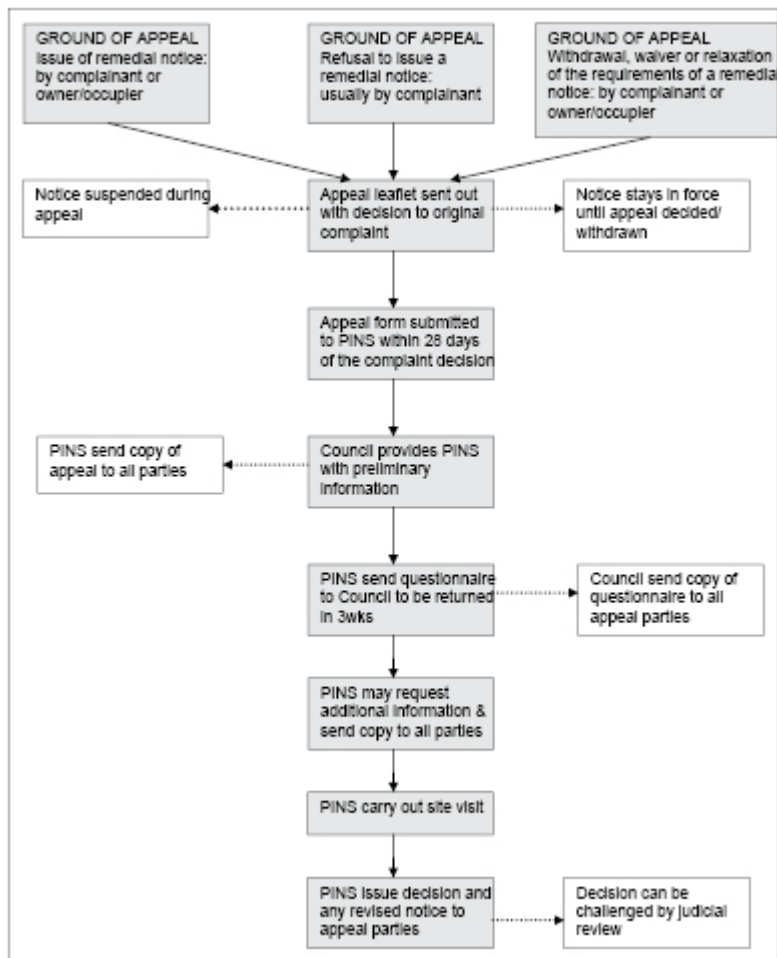 GROUND OF APPEAL
Issue of remedial notice:
by complainant or
owner/occupier
GROUND OF APPEAL
Refusal to issue a
remedial notice:
usually by complainant
GROUND OF APPEAL
Withdrawal, waiver or relaxation
of the requirements of a remedial
notice: by complainant or
owner/occupier
Notice suspended during
appeal
Appeal leaflet sent out
with decision to original
complaint
Notice stays in force
until appeal decided/
withdrawn
Appeal form submitted
to PINS within 28 days
of the complaint decision
PINS send copy of
appeal to all parties
Council provides PINS
with preliminary
information
PINS send questionnaire
to Council to be returned
in 3wks
Council send copy of
questionnaire to all
appeal parties
PINS may request
additional information &
send copy to all parties
PINS carry out site visit
PINS issue decision and
any revised notice to
appeal parties
Decision can be
challenged by judicial
review